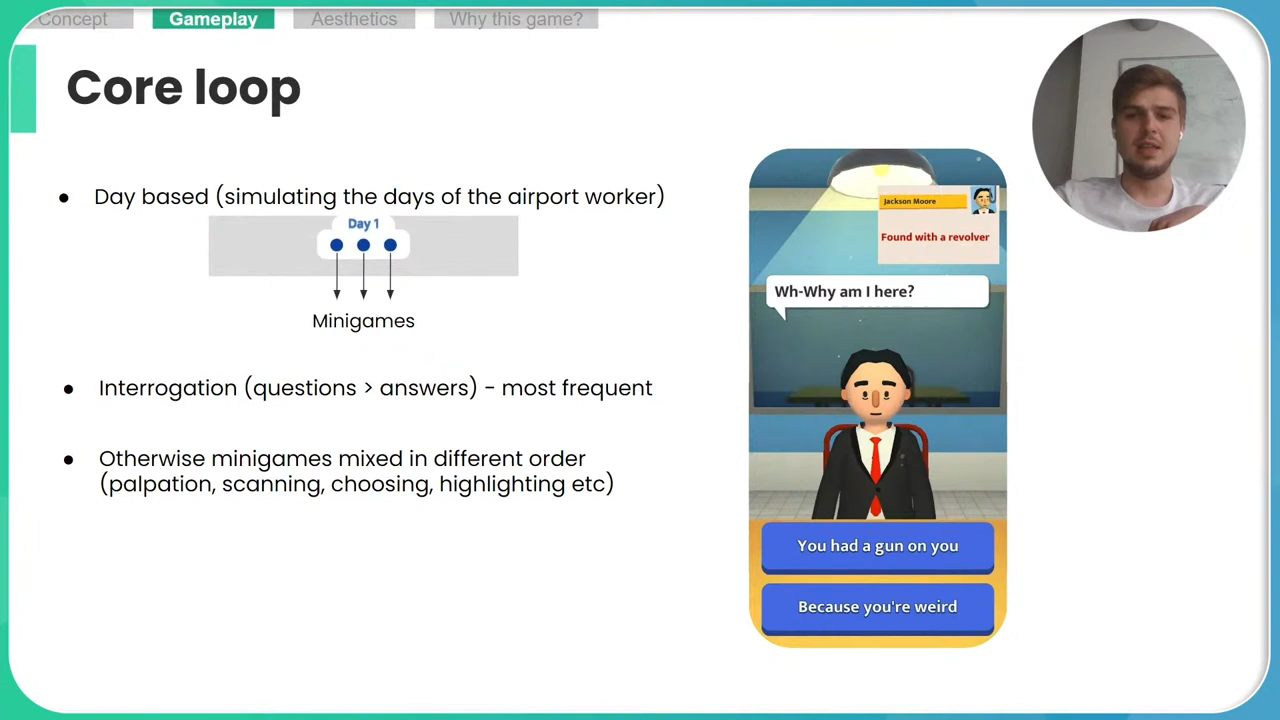 Concept
Gameplay
Aesthetics
Why this game?
Core loop
● Day based (simulating the days of the airport worker)
Day 1
Minigames
● Interrogation (questions > answers) - most frequent
● Otherwise minigames mixed in different order
(palpation, scanning, choosing, highlighting etc)
Jackson Moore
Found with a revolver
Wh-Why am I here?
You had a gun on you
Because you're weird